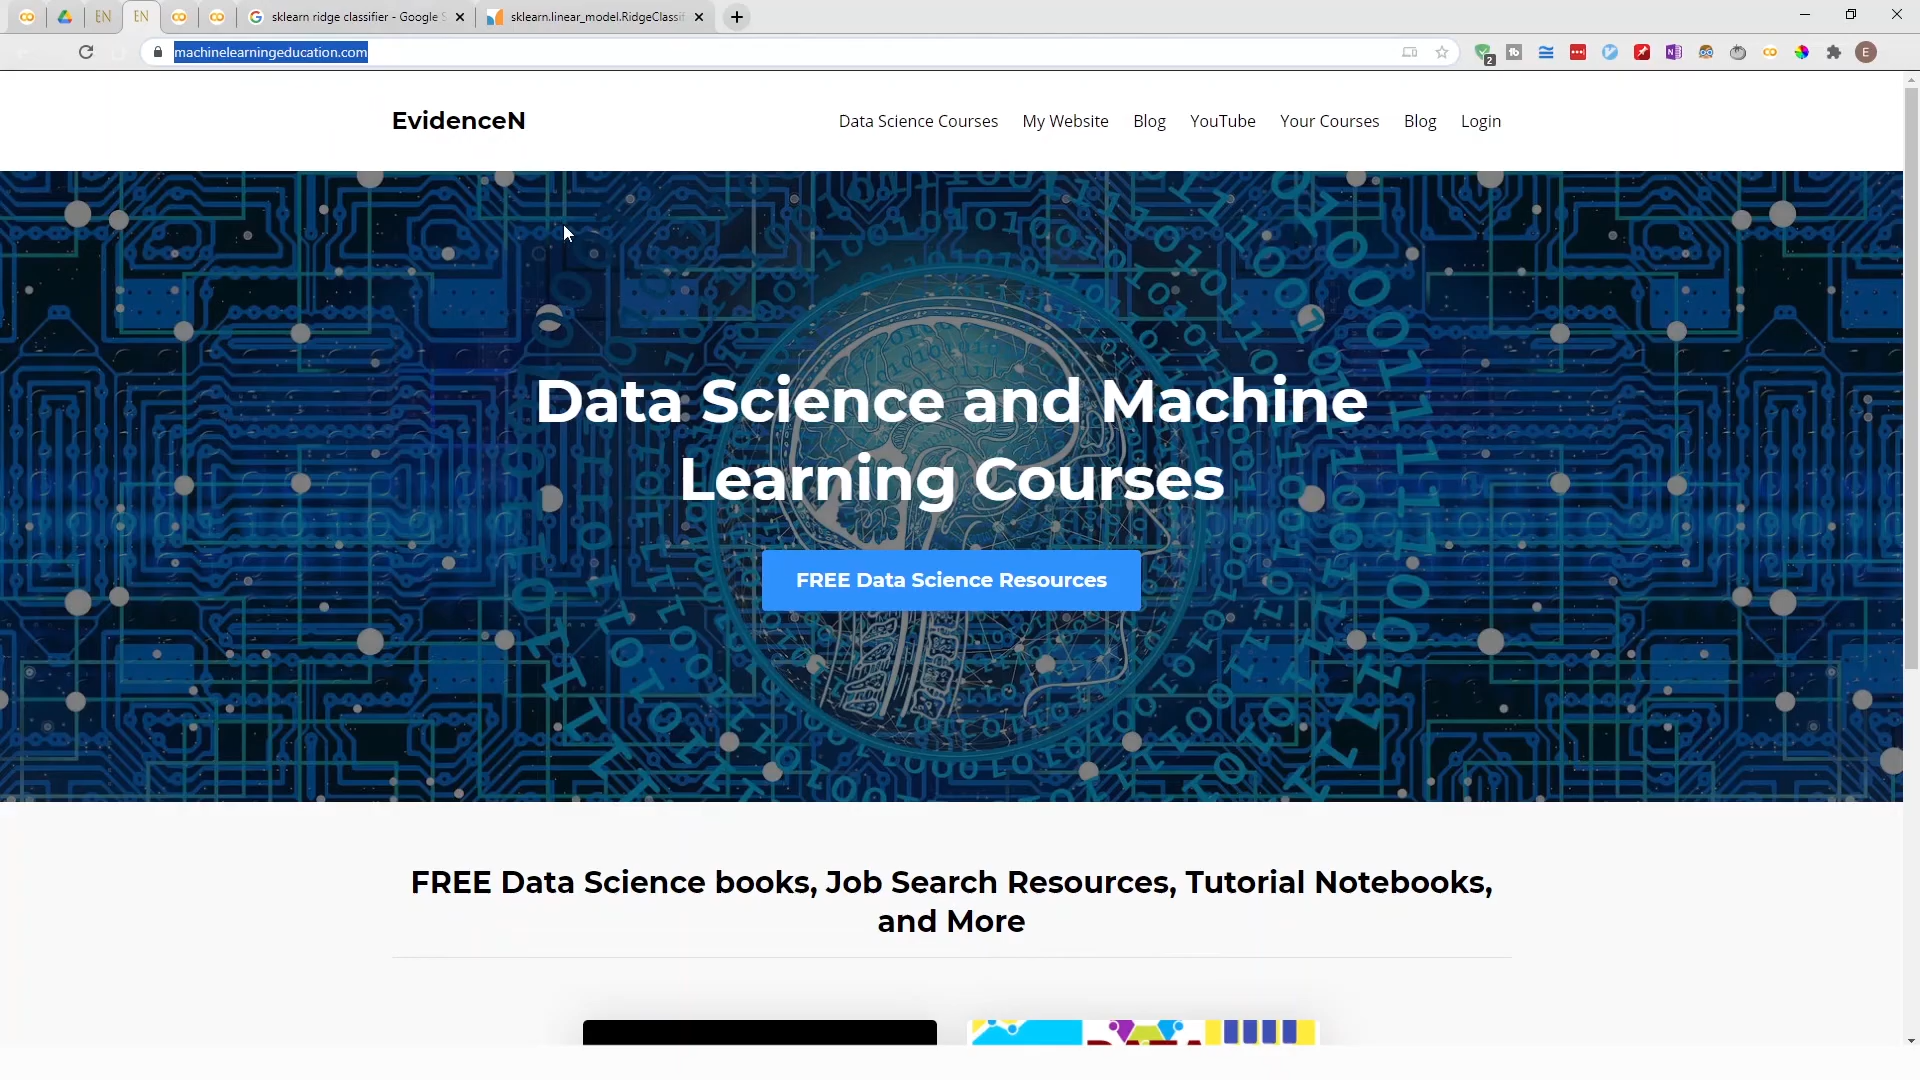 EN
EN
sklearn ridge classifier - Google S
sklearn.linear_model.RidgeClassif
machinelearningeducation.com
2
E
EvidenceN
Data Science Courses
My Website
Blog
YouTube
Your Courses
Blog
Login
Data Science and Machine
Learning Courses
FREE Data Science Resources
FREE Data Science books, Job Search Resources, Tutorial Notebooks,
and More